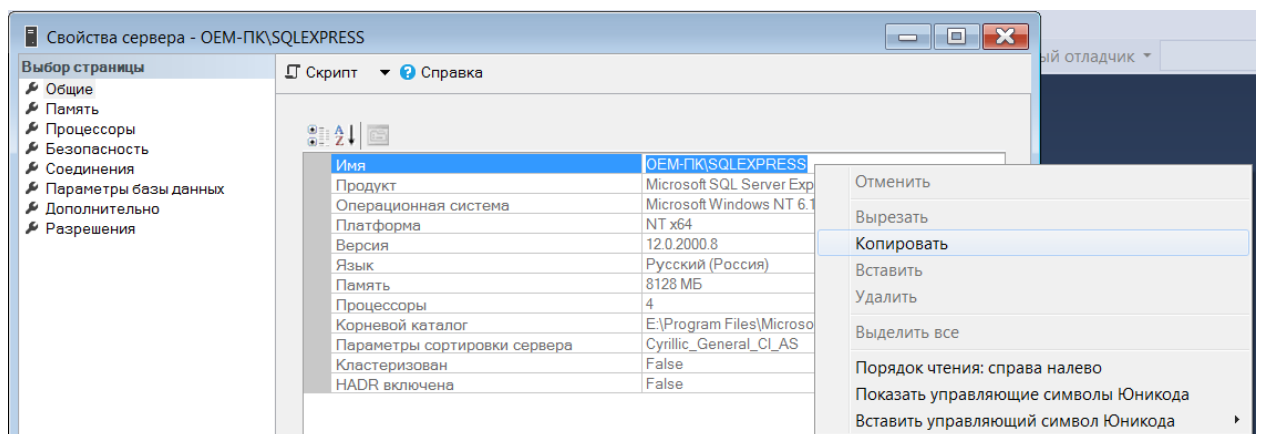 Свойства сервера - OEM-ПК\SQLEXPRESS
Выбор страницы
Общие
Память
Процессоры
Безопасность
Соединения
Параметры базы данных
Дополнительно
Разрешения
Скрипт Справка
ый отладчик
Имя OEM-ПК\SQLEXPRESS
Продукт Microsoft SQL Server Exp
Операционная система Microsoft Windows NT 6.1
Платформа NT x64
Версия 12.0.2000.8
Язык Русский (Россия)
Память 8128 МБ
Процессоры 4
Корневой каталог E:\Program Files\Microso
Параметры сортировки сервера Cyrillic_General_CI_AS
Кластеризован False
HADR включена False
Отменить
Вырезать
Копировать
Вставить
Удалить
Выделить все
Порядок чтения: справа налево
Показать управляющие символы Юникода
Вставить управляющий символ Юникода